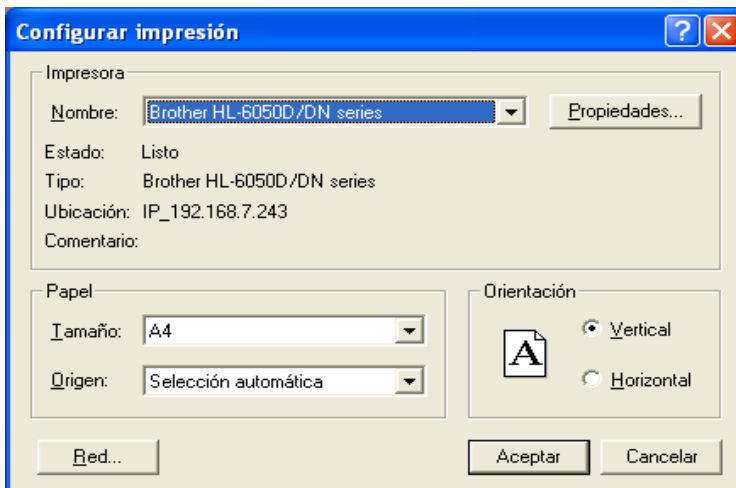 Configurar impresión
Impresora
Nombre: Brother HL-6050D/DN series Propiedades...
Estado: Listo
Tipo: Brother HL-6050D/DN series
Ubicación: IP_192.168.7.243
Comentario:
Papel
Tamaño: A4
Origen: Selección automática
Orientación
A
Vertical
Horizontal
Red... Aceptar Cancelar